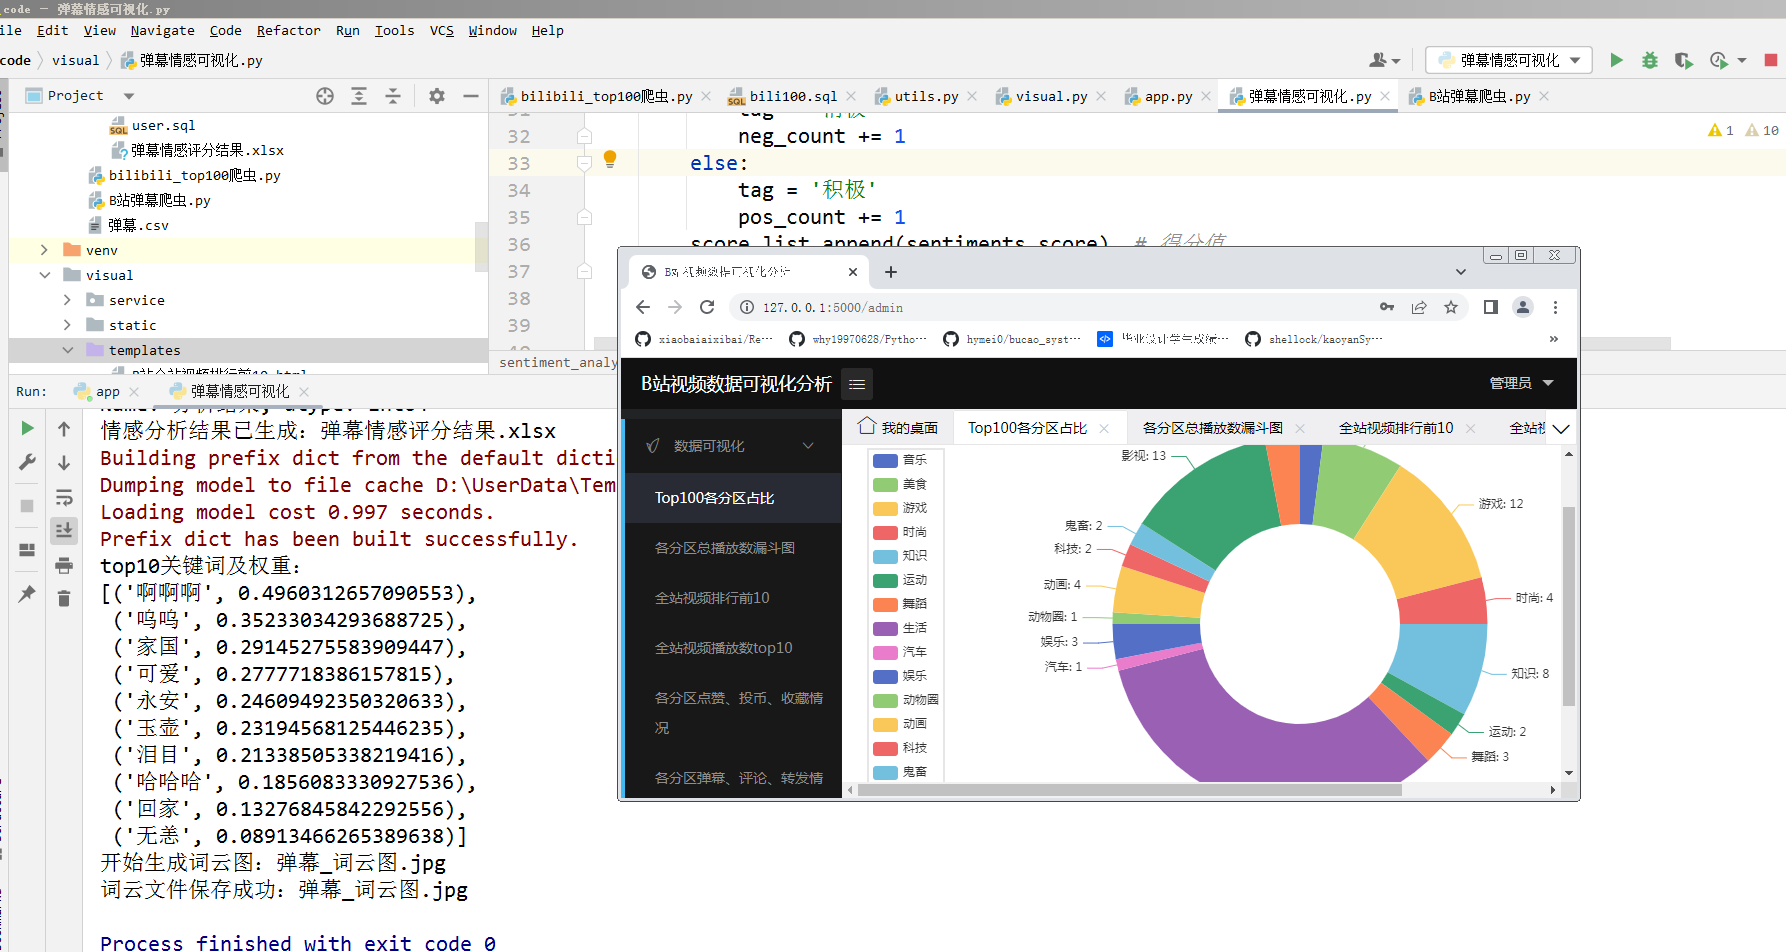 code - 弹幕情感可视化.py
ile Edit View Navigate Code Refactor Run Tools VCS Window Help
code visual 弹幕情感可视化.py
弹幕情感可视化
Project
bilibili_top100爬虫.py bili100.sql utils.py visual.py app.py 弹幕情感可视化.py B站弹幕爬虫.py
user.sql
弹幕情感评分结果.xlsx
bilibili_top100爬虫.py
B站弹幕爬虫.py
弹幕.csv
venv
visual
service
static
templates
32 neg_count += 1
33 else:
34 tag = '积极'
35 pos_count += 1
36 score_list.append(sentiments_score) # 得分值
37
38
39
1 10
sentiment_analy
B站视频数据可视化分析
127.0.0.1:5000/admin
xiaobaiaixibai/Re··· why19970628/Pytho··· hymei0/bucao_syst··· 毕业设计学生成绩··· shellock/kaoyanSy···
B站视频数据可视化分析
管理员
数据可视化
Top100各分区占比
各分区总播放数漏斗图
全站视频排行前10
全站视频播放数top10
各分区点赞、投币、收藏情
况
各分区弹幕、评论、转发情
我的桌面 Top100各分区占比 各分区总播放数漏斗图 全站视频排行前10 全站视
音乐
美食
游戏
时尚
知识
运动
舞蹈
生活
汽车
娱乐
动物圈
动画
科技
鬼畜
影视: 13
游戏: 12
鬼畜: 2
科技: 2
动画: 4
时尚: 4
动物圈: 1
娱乐: 3
汽车: 1
知识: 8
运动: 2
舞蹈: 3
Run: app 弹幕情感可视化
情感分析结果已生成：弹幕情感评分结果.xlsx
Building prefix dict from the default dicti
Dumping model to file cache D:\UserData\Tem
Loading model cost 0.997 seconds.
Prefix dict has been built successfully.
top10关键词及权重：
[('啊啊啊', 0.4960312657090553),
('呜呜', 0.35233034293688725),
('家国', 0.29145275583909447),
('可爱', 0.2777718386157815),
('永安', 0.24609492350320633),
('玉壶', 0.23194568125446235),
('泪目', 0.21338505338219416),
('哈哈哈', 0.1856083330927536),
('回家', 0.13276845842292556),
('无恙', 0.08913466265389638)]
开始生成词云图：弹幕_词云图.jpg
词云文件保存成功：弹幕_词云图.jpg
Process finished with exit code 0